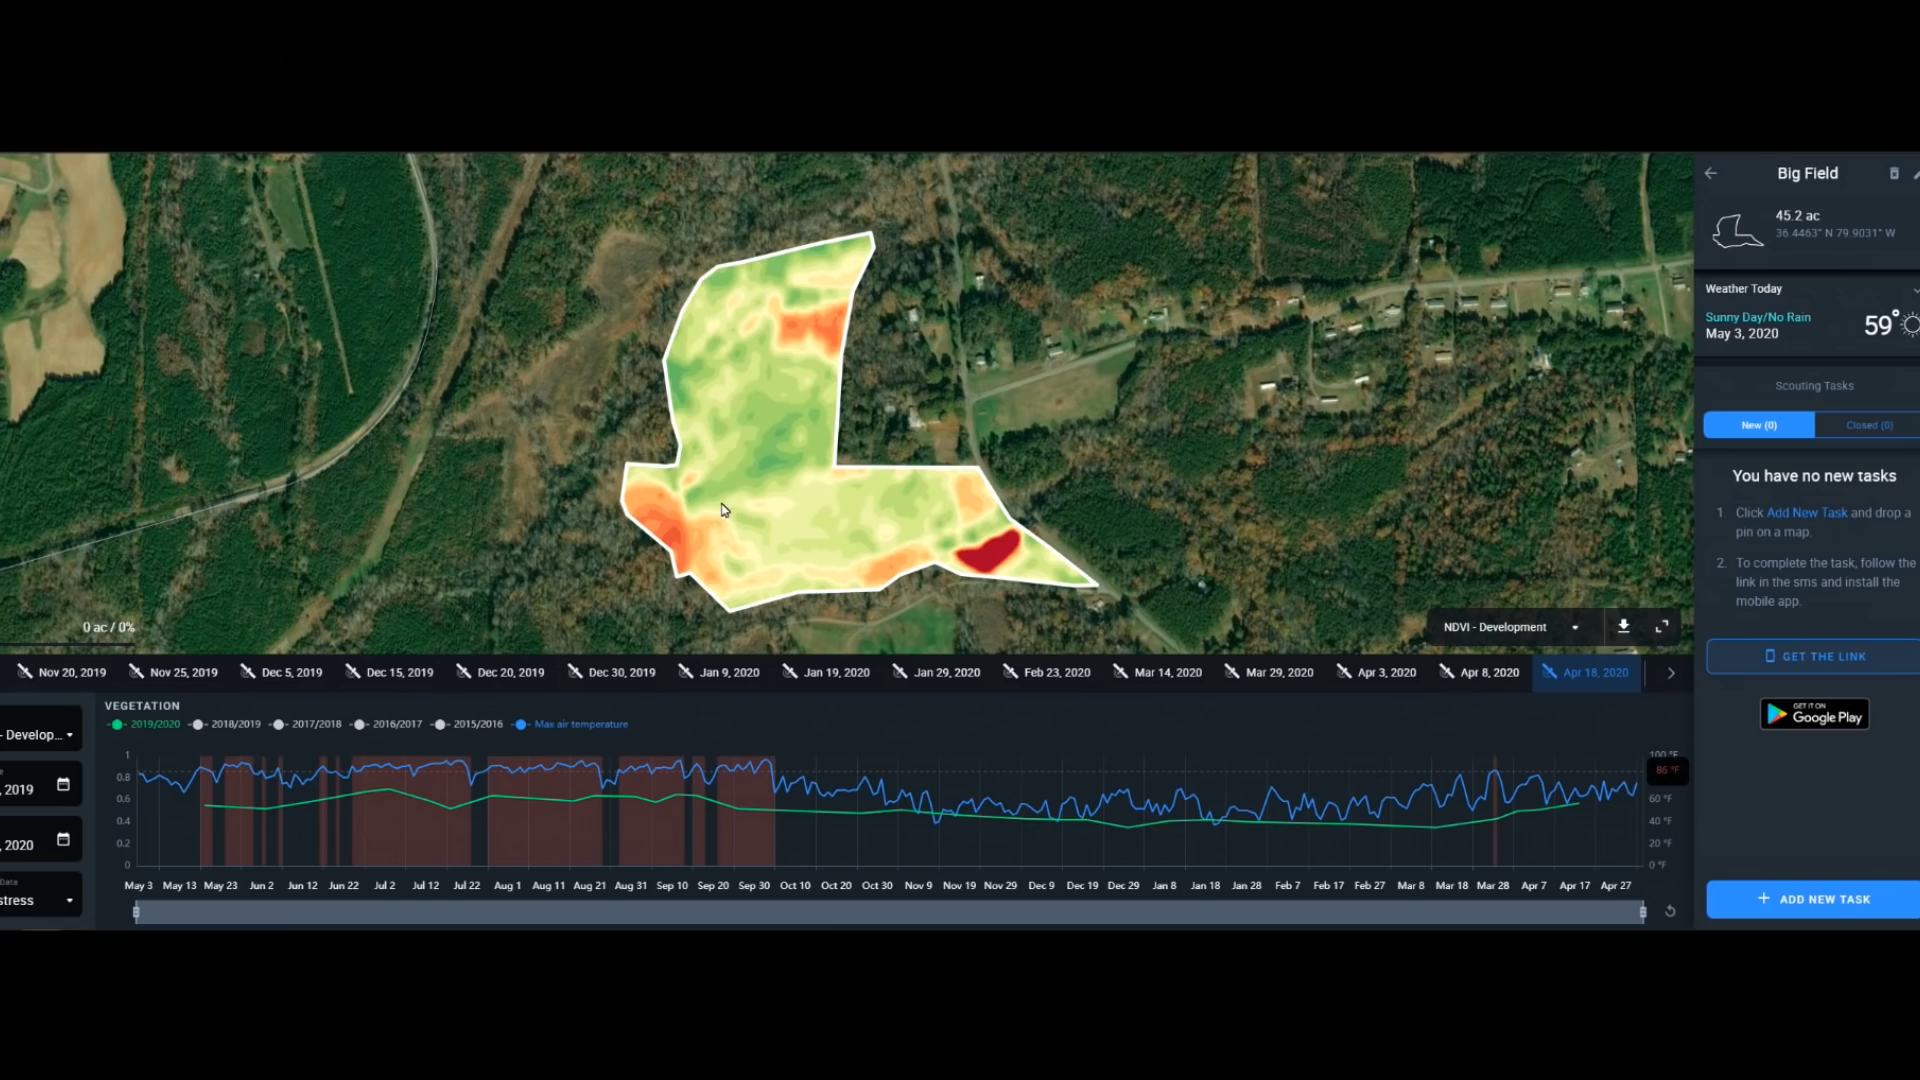 Big Field
45.2 ac
36.4463° N 79.9031° W
Weather Today
Sunny Day/No Rain
May 3, 2020
59°
Scouting Tasks
New (0)
Closed (0)
You have no new tasks
1. Click Add New Task and drop a
pin on a map.
2. To complete the task, follow the
link in the sms and install the
mobile app.
GET THE LINK
GET IT ON
Google Play
+ ADD NEW TASK
0 ac / 0%
NDVI - Development
Nov 20, 2019
Nov 25, 2019
Dec 5, 2019
Dec 15, 2019
Dec 20, 2019
Dec 30, 2019
Jan 9, 2020
Jan 19, 2020
Jan 29, 2020
Feb 23, 2020
Mar 14, 2020
Mar 29, 2020
Apr 3, 2020
Apr 8, 2020
Apr 18, 2020
- Develop...
, 2019
, 2020
Data
stress
VEGETATION
2019/2020
2018/2019
2017/2018
2016/2017
2015/2016
Max air temperature
1
0.8
0.6
0.4
0.2
0
100 °F
86 °F
60 °F
40 °F
20 °F
0 °F
May 3
May 13
May 23
Jun 2
Jun 12
Jun 22
Jul 2
Jul 12
Jul 22
Aug 1
Aug 11
Aug 21
Aug 31
Sep 10
Sep 20
Sep 30
Oct 10
Oct 20
Oct 30
Nov 9
Nov 19
Nov 29
Dec 9
Dec 19
Dec 29
Jan 8
Jan 18
Jan 28
Feb 7
Feb 17
Feb 27
Mar 8
Mar 18
Mar 28
Apr 7
Apr 17
Apr 27